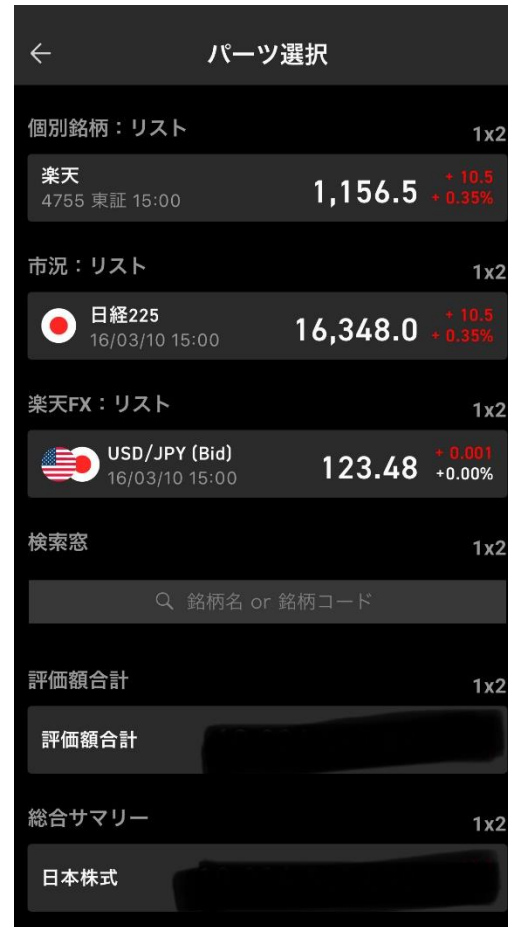 パーツ選択
個別銘柄：リスト 1x2
楽天
4755 東証 15:00
1,156.5
+ 10.5
+ 0.35%
市況：リスト 1x2
日経225
16/03/10 15:00
16,348.0
+ 10.5
+ 0.35%
楽天FX：リスト 1x2
USD/JPY (Bid)
16/03/10 15:00
123.48
+ 0.001
+0.00%
検索窓 1x2
銘柄名 or 銘柄コード
評価額合計 1x2
評価額合計
総合サマリー 1x2
日本株式